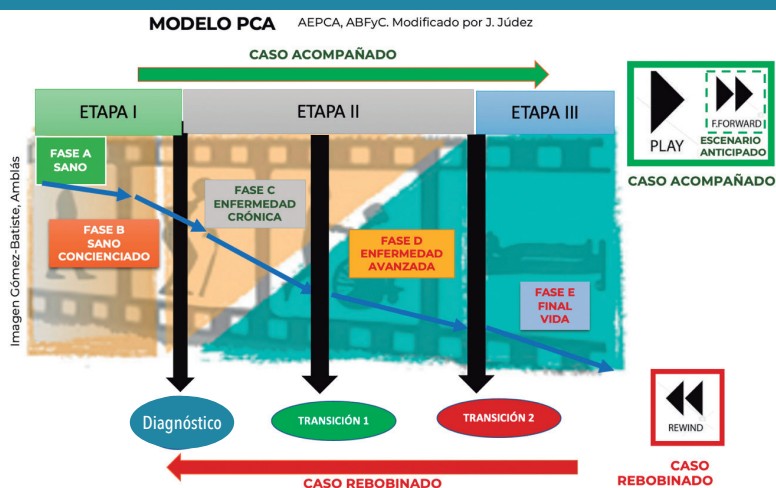 MODELO PCA AEPCA, ABFyC. Modificado por J. Júdez
CASO ACOMPAÑADO
ETAPA I
ETAPA II
ETAPA III
PLAY
F.FORWARD
ESCENARIO
ANTICIPADO
CASO ACOMPAÑADO
Imagen Gómez-Batiste, Amblás
FASE A
SANO
FASE B
SANO
CONCIENCIADO
FASE C
ENFERMEDAD
CRÓNICA
FASE D
ENFERMEDAD
AVANZADA
FASE E
FINAL
VIDA
Diagnóstico
TRANSICIÓN 1
TRANSICIÓN 2
REWIND
CASO REBOBINADO
CASO
REBOBINADO